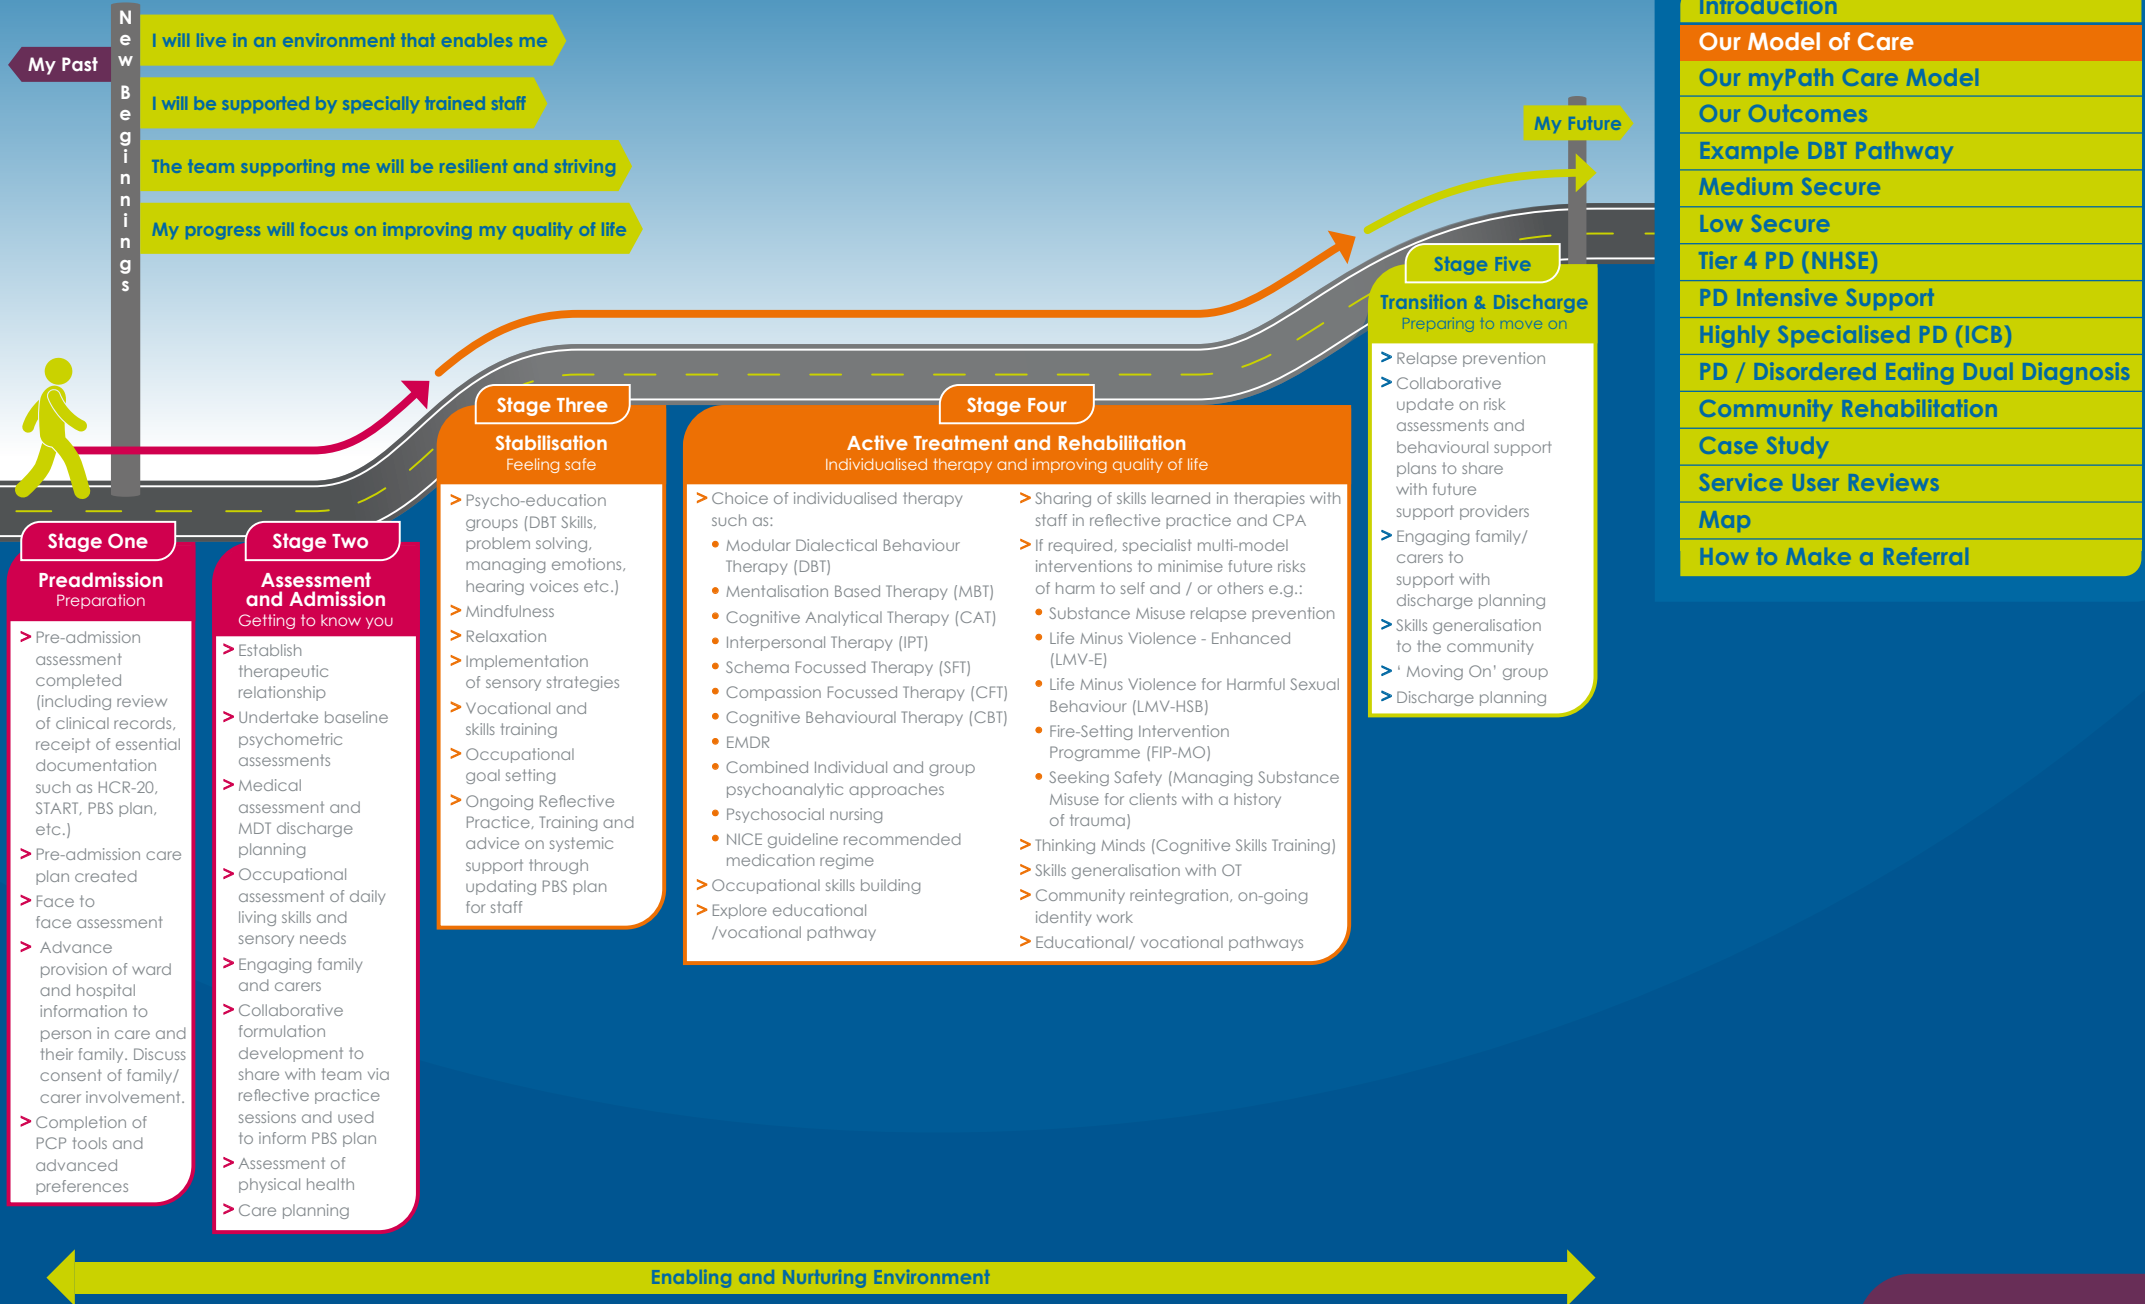 New Beginnings
My Past
I will live in an environment that enables me
I will be supported by specially trained staff
The team supporting me will be resilient and striving
My progress will focus on improving my quality of life
My Future
Stage One
Preadmission
Preparation
> Pre-admission
assessment
completed
(including review
of clinical records,
receipt of essential
documentation
such as HCR-20,
START, PBS plan,
etc.)
> Pre-admission care
plan created
> Face to
face assessment
> Advance
provision of ward
and hospital
information to
person in care and
their family. Discuss
consent of family/
carer involvement.
> Completion of
PCP tools and
advanced
preferences
Stage Two
Assessment
and Admission
Getting to know you
> Establish
therapeutic
relationship
> Undertake baseline
psychometric
assessments
> Medical
assessment and
MDT discharge
planning
> Occupational
assessment of daily
living skills and
sensory needs
> Engaging family
and carers
> Collaborative
formulation
development to
share with team via
reflective practice
sessions and used
to inform PBS plan
> Assessment of
physical health
> Care planning
Stage Three
Stabilisation
Feeling safe
> Psycho-education
groups (DBT Skills,
problem solving,
managing emotions,
hearing voices etc.)
> Mindfulness
> Relaxation
> Implementation
of sensory strategies
> Vocational and
skills training
> Occupational
goal setting
> Ongoing Reflective
Practice, Training and
advice on systemic
support through
updating PBS plan
for staff
Stage Four
Active Treatment and Rehabilitation
Individualised therapy and improving quality of life
> Choice of individualised therapy
such as:
• Modular Dialectical Behaviour
Therapy (DBT)
• Mentalisation Based Therapy (MBT)
• Cognitive Analytical Therapy (CAT)
• Interpersonal Therapy (IPT)
• Schema Focussed Therapy (SFT)
• Compassion Focussed Therapy (CFT)
• Cognitive Behavioural Therapy (CBT)
• EMDR
• Combined Individual and group
psychoanalytic approaches
• Psychosocial nursing
• NICE guideline recommended
medication regime
> Occupational skills building
> Explore educational
/vocational pathway
> Sharing of skills learned in therapies with
staff in reflective practice and CPA
> If required, specialist multi-model
interventions to minimise future risks
of harm to self and / or others e.g.:
• Substance Misuse relapse prevention
• Life Minus Violence - Enhanced
(LMV-E)
• Life Minus Violence for Harmful Sexual
Behaviour (LMV-HSB)
• Fire-Setting Intervention
Programme (FIP-MO)
• Seeking Safety (Managing Substance
Misuse for clients with a history
of trauma)
> Thinking Minds (Cognitive Skills Training)
> Skills generalisation with OT
> Community reintegration, on-going
identity work
> Educational/ vocational pathways
Stage Five
Transition & Discharge
Preparing to move on
> Relapse prevention
> Collaborative
update on risk
assessments and
behavioural support
plans to share
with future
support providers
> Engaging family/
carers to
support with
discharge planning
> Skills generalisation
to the community
> ‘ Moving On’ group
> Discharge planning
Enabling and Nurturing Environment
Introduction
Our Model of Care
Our myPath Care Model
Our Outcomes
Example DBT Pathway
Medium Secure
Low Secure
Tier 4 PD (NHSE)
PD Intensive Support
Highly Specialised PD (ICB)
PD / Disordered Eating Dual Diagnosis
Community Rehabilitation
Case Study
Service User Reviews
Map
How to Make a Referral